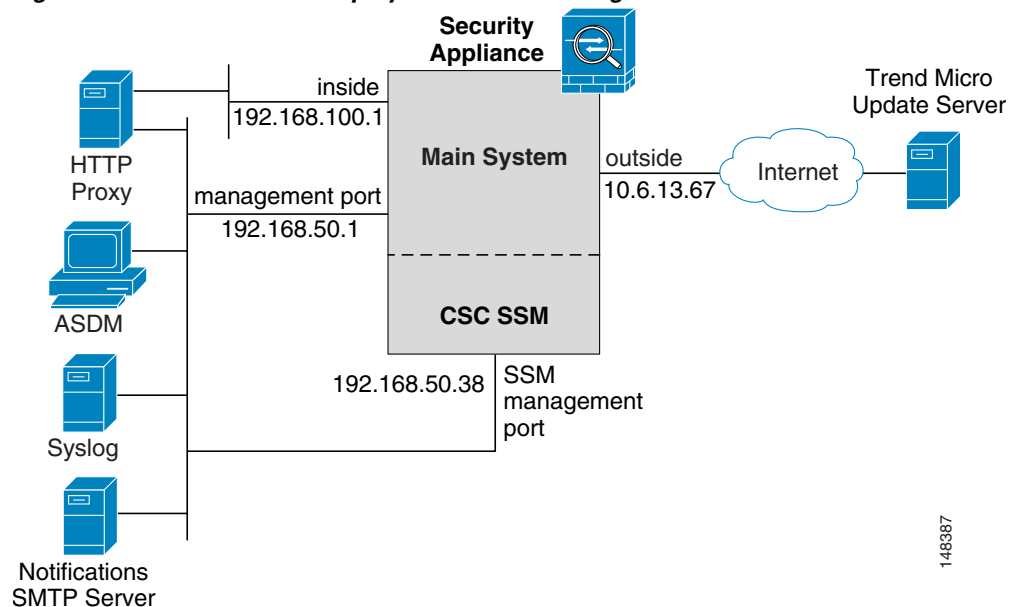 Security
Appliance
Trend Micro
Update Server
inside
192.168.100.1
HTTP
Proxy
Main System
outside
10.6.13.67
Internet
management port
192.168.50.1
ASDM
CSC SSM
192.168.50.38
SSM
management
port
Syslog
Notifications
SMTP Server
148387